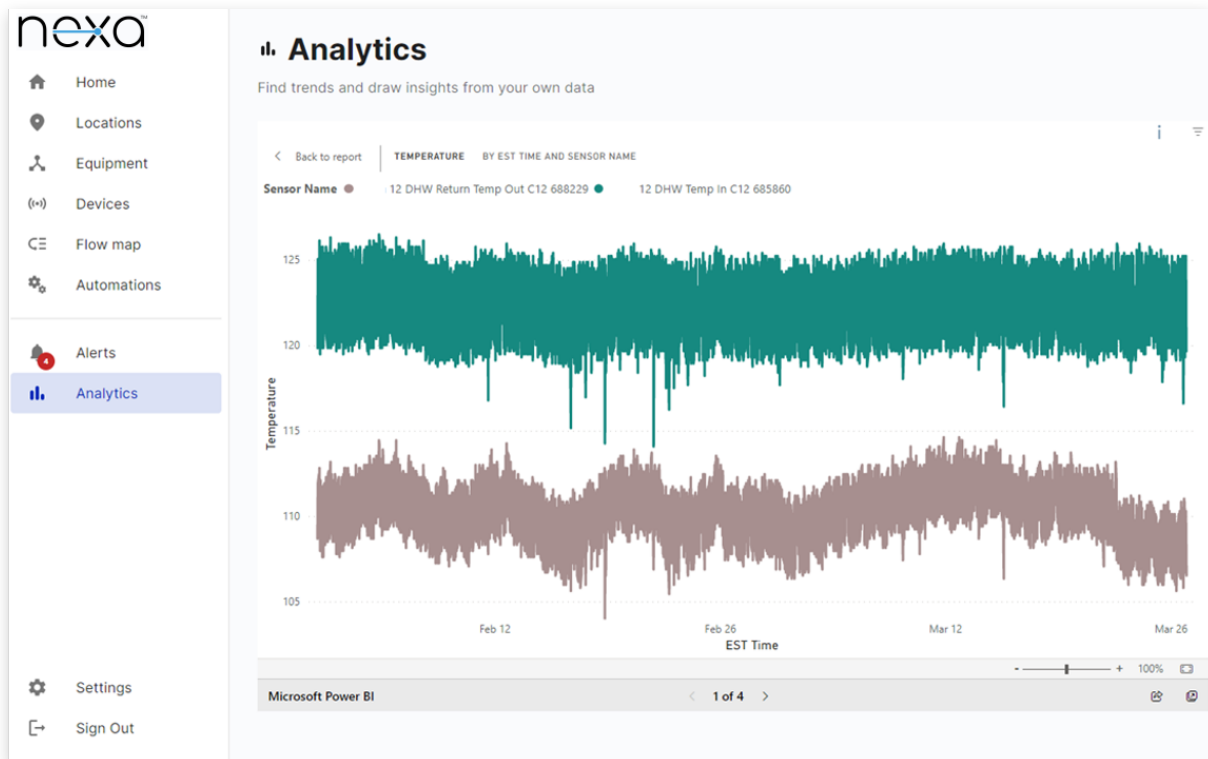 nexa™
Home
Locations
Equipment
Devices
Flow map
Automations
4
Alerts
Analytics
Settings
Sign Out
Analytics
Find trends and draw insights from your own data
Back to report
TEMPERATURE BY EST TIME AND SENSOR NAME
Sensor Name : 12 DHW Return Temp Out C12 688229 12 DHW Temp In C12 685860
Temperature
125
120
115
110
105
Feb 12 Feb 26 Mar 12 Mar 26
EST Time
- + 100%
Microsoft Power BI 1 of 4